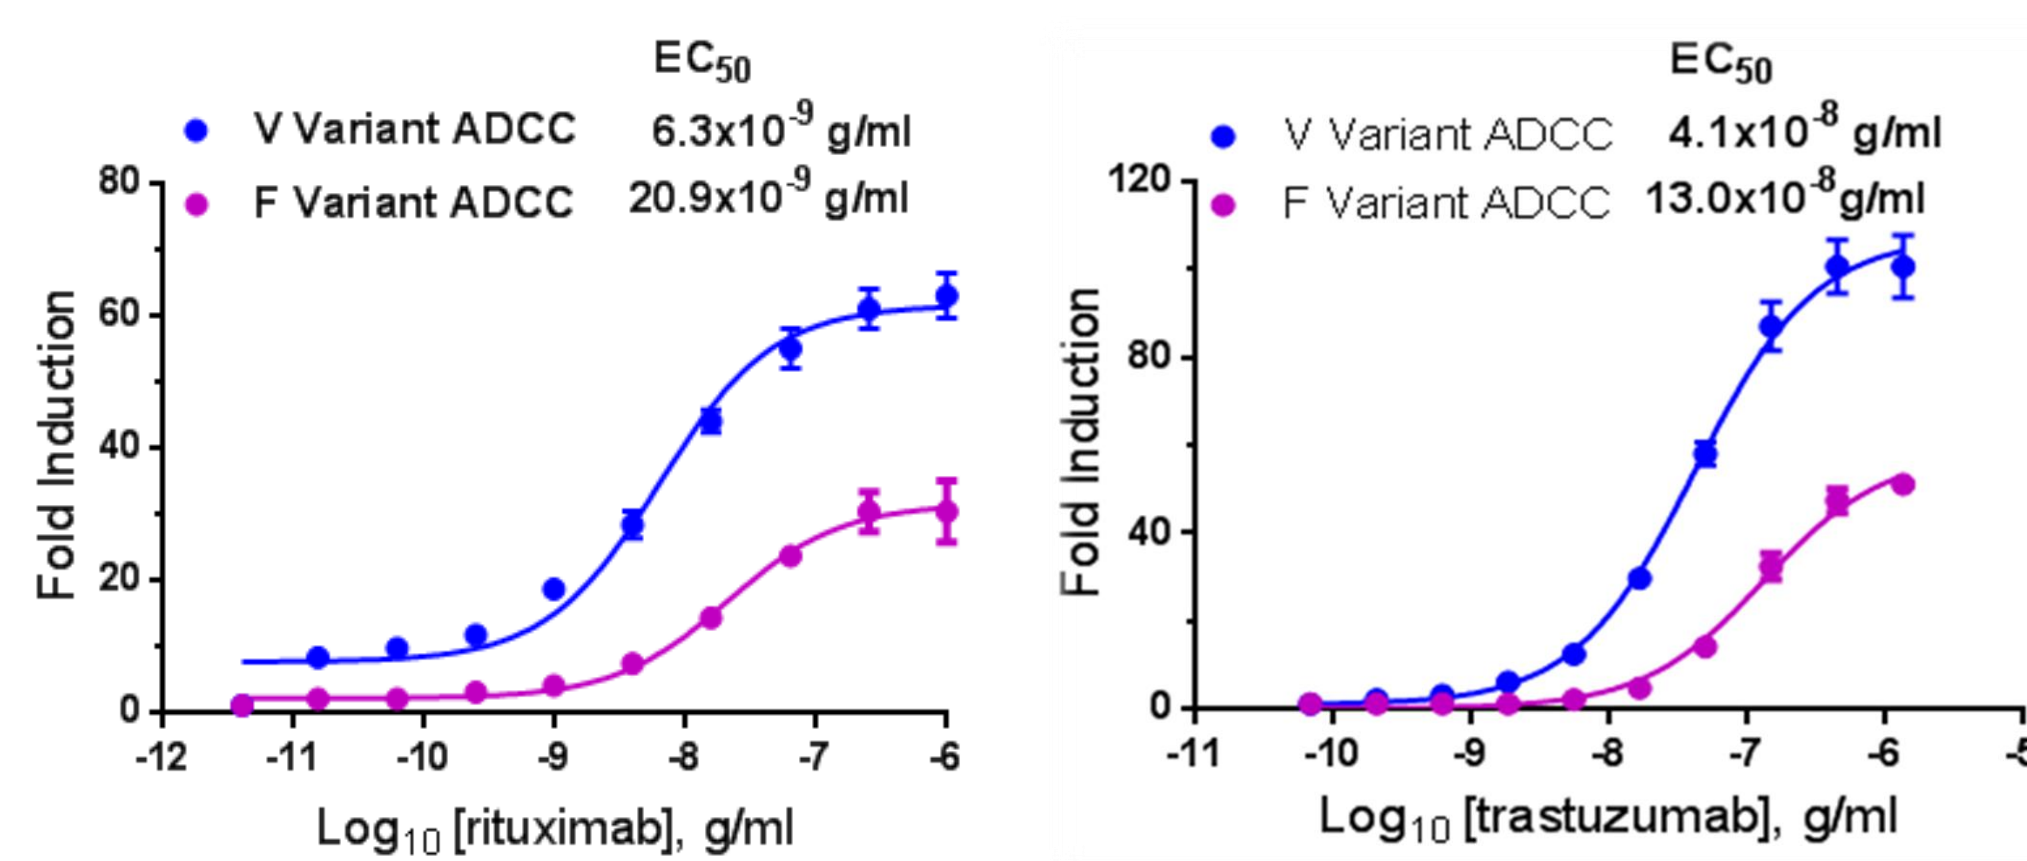 EC50
V Variant ADCC 6.3x10-9 g/ml
F Variant ADCC 20.9x10-9 g/ml
80
60
40
20
0
Fold Induction
-12 -11 -10 -9 -8 -7 -6
Log10 [rituximab], g/ml
EC50
V Variant ADCC 4.1x10-8 g/ml
F Variant ADCC 13.0x10-8 g/ml
120
80
40
0
Fold Induction
-11 -10 -9 -8 -7 -6 -5
Log10 [trastuzumab], g/ml